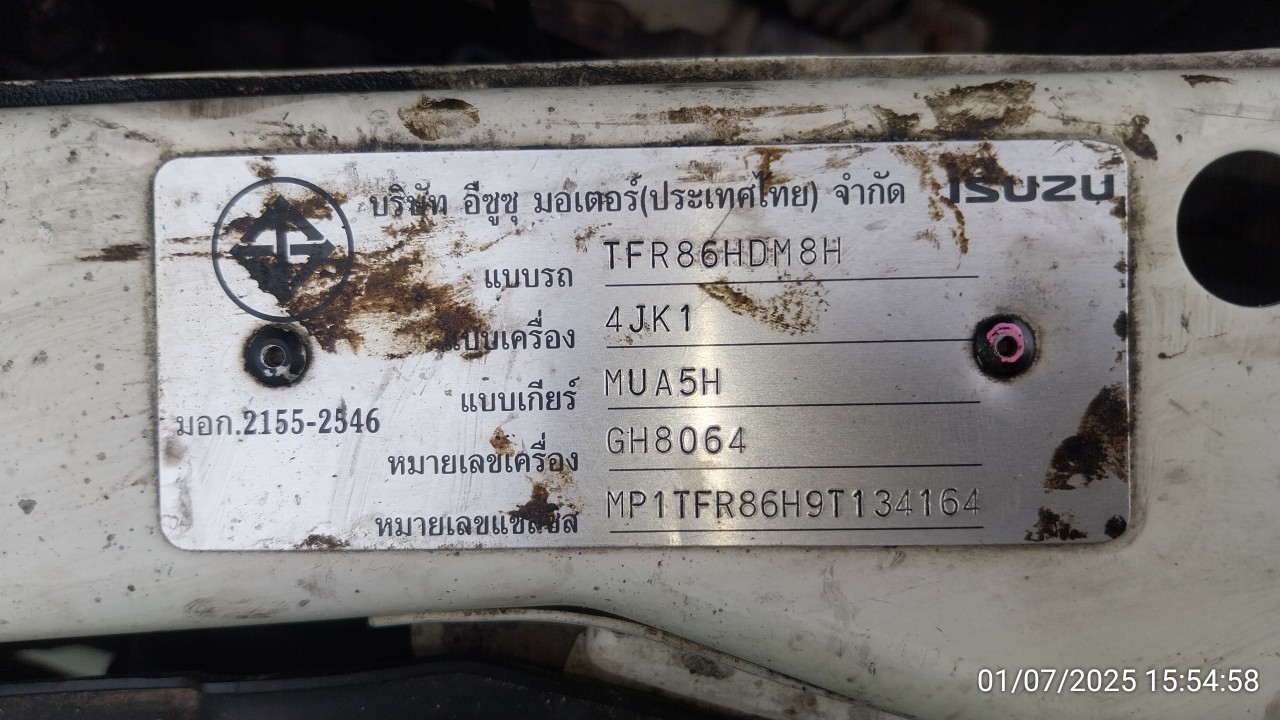 บริษัท อีซูซุ มอเตอร์(ประเทศไทย) จำกัด ISUZU
แบบรถ TFR86HDM8H
แบบเครื่อง 4JK1
แบบเกียร์ MUA5H
มอก.2155-2546
หมายเลขเครื่อง GH8064
หมายเลขแชสซีส์ MP1TFR86H9T134164
01/07/2025 15:54:58